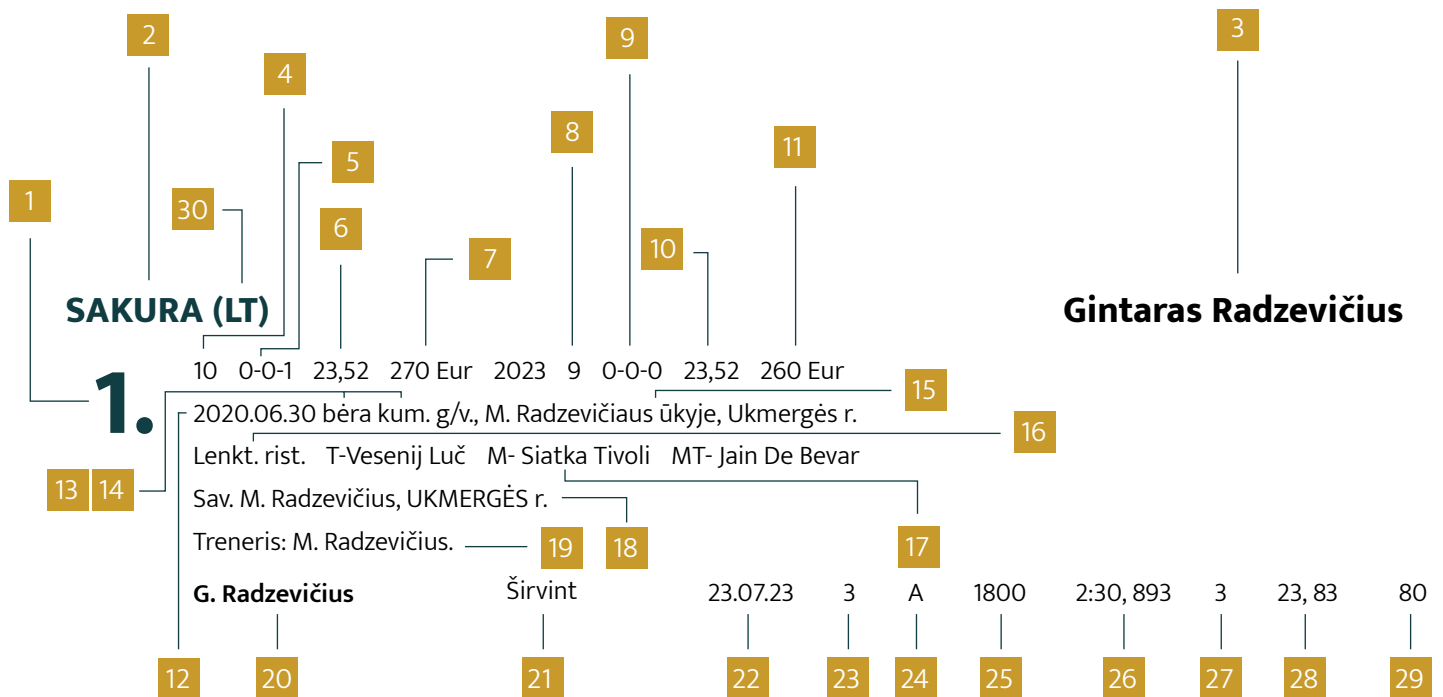 2
9
3
4
8
11
5
1
30
6
7
10
SAKURA (LT)
Gintaras Radzevičius
1.
10 0-0-1 23,52 270 Eur 2023 9 0-0-0 23,52 260 Eur
15
2020.06.30 bėra kum. g/v., M. Radzevičiaus ūkyje, Ukmergės r.
16
Lenkt. rist. T-Vesenij Luč M- Siatka Tivoli MT- Jain De Bevar
13 14
Sav. M. Radzevičius, UKMERGĖS r.
Treneris: M. Radzevičius.
19 18 17
G. Radzevičius Širvint 23.07.23 3 A 1800 2:30, 893 3 23, 83 80
12 20 21 22 23 24 25 26 27 28 29